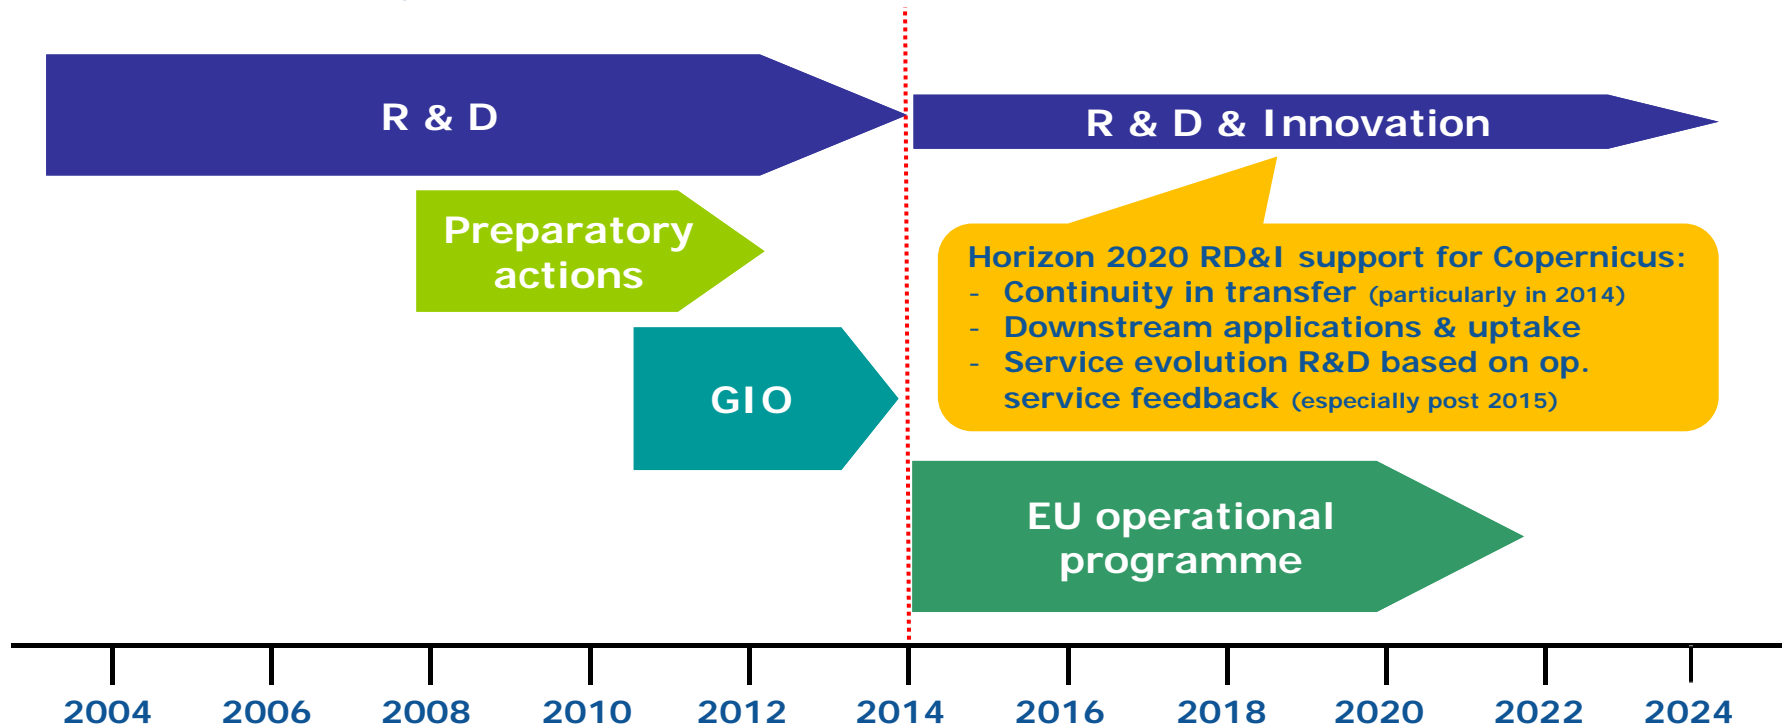 R & D
R & D & Innovation
Preparatory
actions
Horizon 2020 RD&I support for Copernicus:
- Continuity in transfer (particularly in 2014)
- Downstream applications & uptake
- Service evolution R&D based on op.
service feedback (especially post 2015)
GIO
EU operational
programme
2004 2006 2008 2010 2012 2014 2016 2018 2020 2022 2024